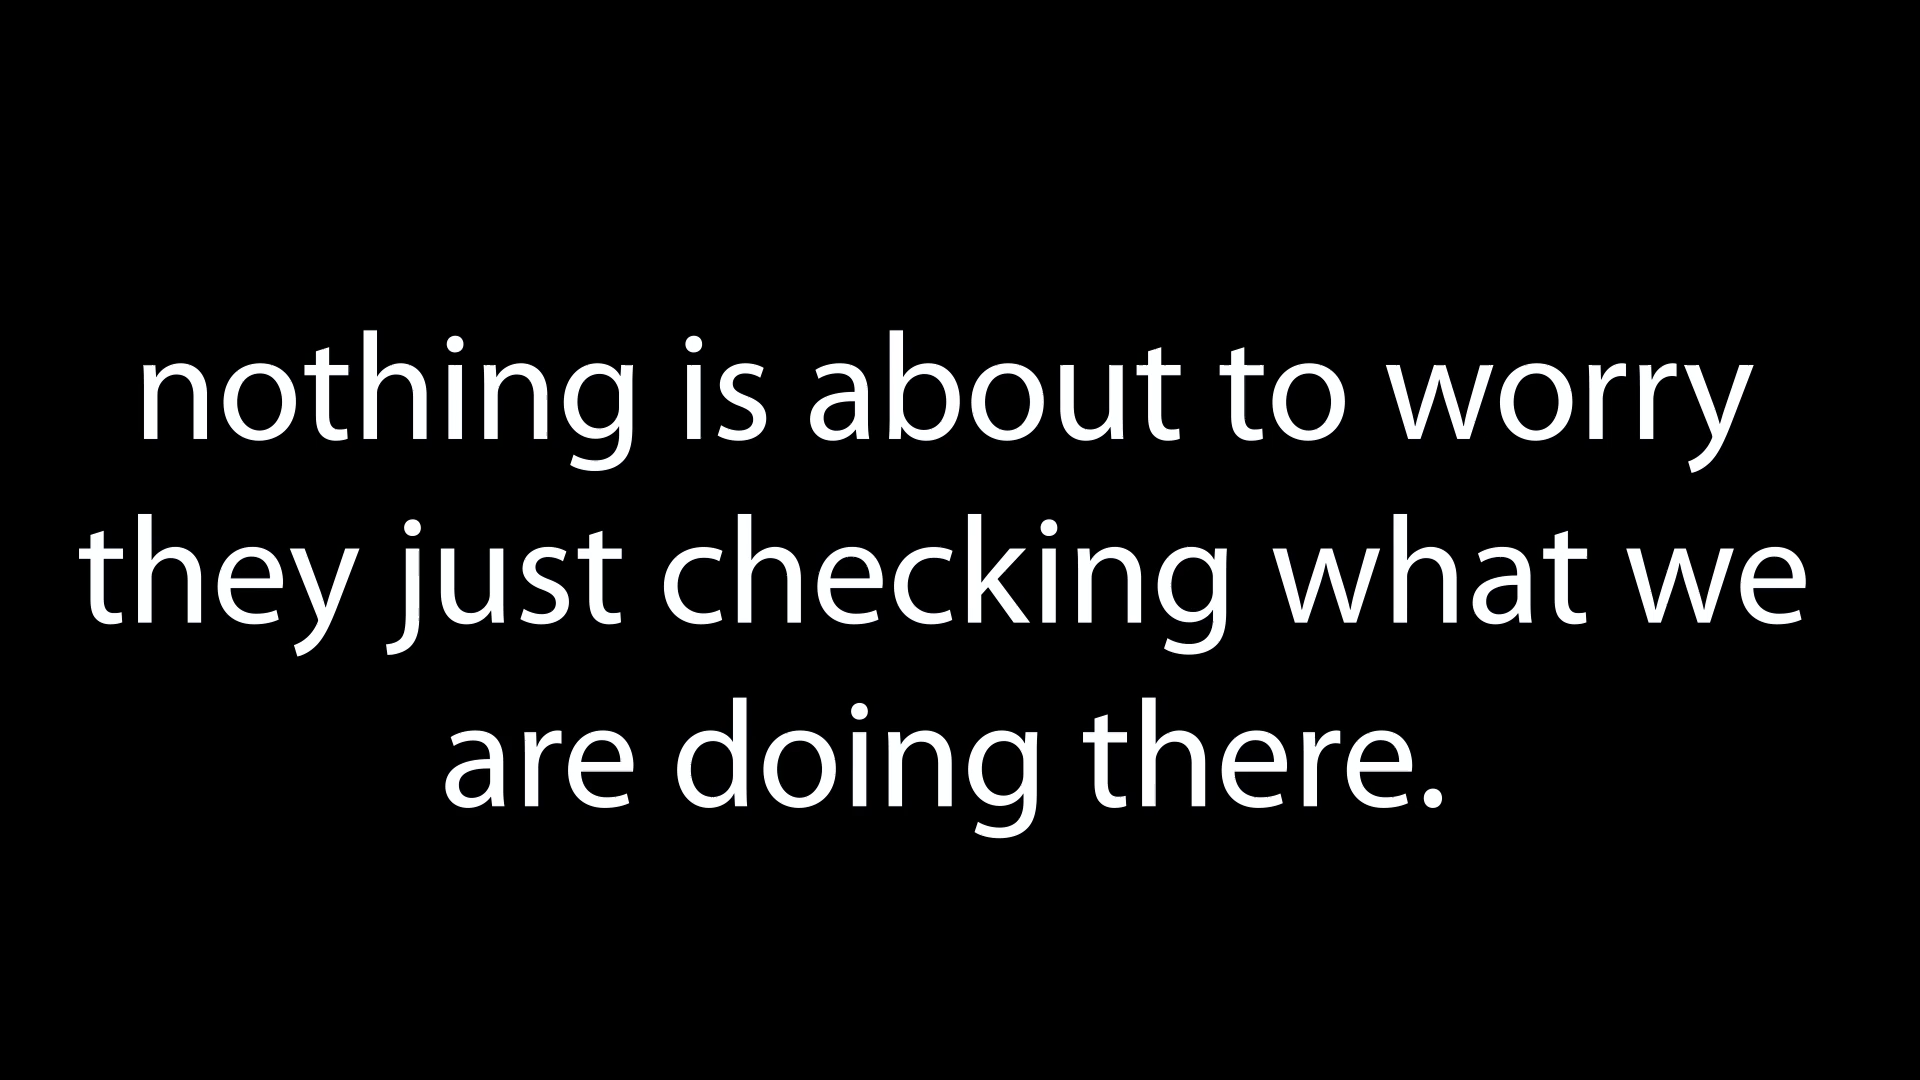 nothing is about to worry
they just checking what we
are doing there.